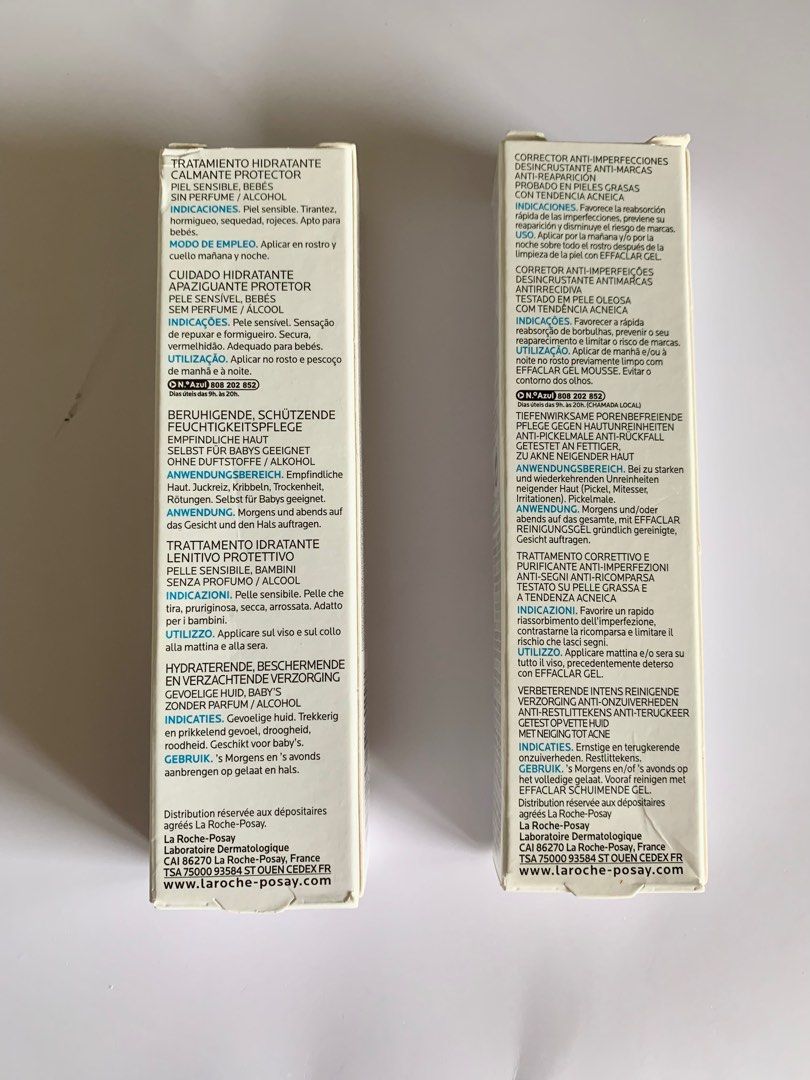 TRATAMIENTO HIDRATANTE
CALMANTE PROTECTOR
PIEL SENSIBLE, BEBÉS
SIN PERFUME / ALCOHOL
INDICACIONES. Piel sensible. Tirantez,
hormigueo, sequedad, rojeces. Apto para
bebés.
MODO DE EMPLEO. Aplicar en rostro y
cuello mañana y noche.
CUIDADO HIDRATANTE
APAZIGUANTE PROTETOR
PELE SENSÍVEL, BEBÉS
SEM PERFUME / ÁLCOOL
INDICAÇÕES. Pele sensível. Sensação
de repuxar e formigueiro. Secura,
vermelhidão. Adequado para bebés.
UTILIZAÇÃO. Aplicar no rosto e pescoço
de manhã e à noite.
N.º Azul 808 202 852
Dias úteis das 9h. às 20h.
BERUHIGENDE, SCHÜTZENDE
FEUCHTIGKEITSPFLEGE
EMPFINDLICHE HAUT
SELBST FÜR BABYS GEEIGNET
OHNE DUFTSTOFFE / ALKOHOL
ANWENDUNGSBEREICH. Empfindliche
Haut. Juckreiz, Kribbeln, Trockenheit,
Rötungen. Selbst für Babys geeignet.
ANWENDUNG. Morgens und abends auf
das Gesicht und den Hals auftragen.
TRATTAMENTO IDRATANTE
LENITIVO PROTETTIVO
PELLE SENSIBILE, BAMBINI
SENZA PROFUMO / ALCOOL
INDICAZIONI. Pelle sensibile. Pelle che
tira, pruriginosa, secca, arrossata. Adatto
per i bambini.
UTILIZZO. Applicare sul viso e sul collo
alla mattina e alla sera.
HYDRATERENDE, BESCHERMENDE
EN VERZACHTENDE VERZORGING
GEVOELIGE HUID, BABY'S
ZONDER PARFUM / ALCOHOL
INDICATIES. Gevoelige huid. Trekkerig
en prikkelend gevoel, droogheid,
roodheid. Geschikt voor baby's.
GEBRUIK. 's Morgens en 's avonds
aanbrengen op gelaat en hals.
Distribution réservée aux dépositaires
agréés La Roche-Posay.
La Roche-Posay
Laboratoire Dermatologique
CAI 86270 La Roche-Posay, France
TSA 75000 93584 ST OUEN CEDEX FR
www.laroche-posay.com
CORRECTOR ANTI-IMPERFECCIONES
DESINCRUSTANTE ANTI-MARCAS
ANTI-REAPARICIÓN
PROBADO EN PIELES GRASAS
CON TENDENCIA ACNEICA
INDICACIONES. Favorece la reabsorción
rápida de las imperfecciones, previene su
reaparición y disminuye el riesgo de marcas.
USO. Aplicar por la mañana y/o por la
noche sobre todo el rostro después de la
limpieza de la piel con EFFACLAR GEL.
CORRETOR ANTI-IMPERFEIÇÕES
DESINCRUSTANTE ANTIMARCAS
ANTIRRECIDIVA
TESTADO EM PELE OLEOSA
COM TENDÊNCIA ACNEICA
INDICAÇÕES. Favorecer a rápida
reabsorção de borbulhas, prevenir o seu
reaparecimento e limitar o risco de marcas.
UTILIZAÇÃO. Aplicar de manhã e/ou à
noite no rosto previamente limpo com
EFFACLAR GEL MOUSSE. Evitar o
contorno dos olhos.
N.º Azul 808 202 852
Dias úteis das 9h. às 20h. (CHAMADA LOCAL)
TIEFENWIRKSAME PORENBEFREIENDE
PFLEGE GEGEN HAUTUNREINHEITEN
ANTI-PICKELMALE ANTI-RÜCKFALL
GETESTET AN FETTIGER,
ZU AKNE NEIGENDER HAUT
ANWENDUNGSBEREICH. Bei zu starken
und wiederkehrenden Unreinheiten
neigender Haut (Pickel, Mitesser,
Irritationen). Pickelmale.
ANWENDUNG. Morgens und/oder
abends auf das gesamte, mit EFFACLAR
REINIGUNGSGEL gründlich gereinigte,
Gesicht auftragen.
TRATTAMENTO CORRETTIVO E
PURIFICANTE ANTI-IMPERFEZIONI
ANTI-SEGNI ANTI-RICOMPARSA
TESTATO SU PELLE GRASSA E
A TENDENZA ACNEICA
INDICAZIONI. Favorire un rapido
riassorbimento dell'imperfezione,
contrastarne la ricomparsa e limitare il
rischio che lasci segni.
UTILIZZO. Applicare mattina e/o sera su
tutto il viso, precedentemente deterso
con EFFACLAR GEL.
VERBETERENDE INTENS REINIGENDE
VERZORGING ANTI-ONZUIVERHEDEN
ANTI-RESTLITTEKENS ANTI-TERUGKEER
GETEST OP VETTE HUID
MET NEIGING TOT ACNE
INDICATIES. Ernstige en terugkerende
onzuiverheden. Restlittekens.
GEBRUIK. 's Morgens en/of 's avonds op
het volledige gelaat. Vooraf reinigen met
EFFACLAR SCHUIMENDE GEL.
Distribution réservée aux dépositaires
agréés La Roche-Posay
La Roche-Posay
Laboratoire Dermatologique
CAI 86270 La Roche-Posay, France
TSA 75000 93584 ST OUEN CEDEX FR
www.laroche-posay.com